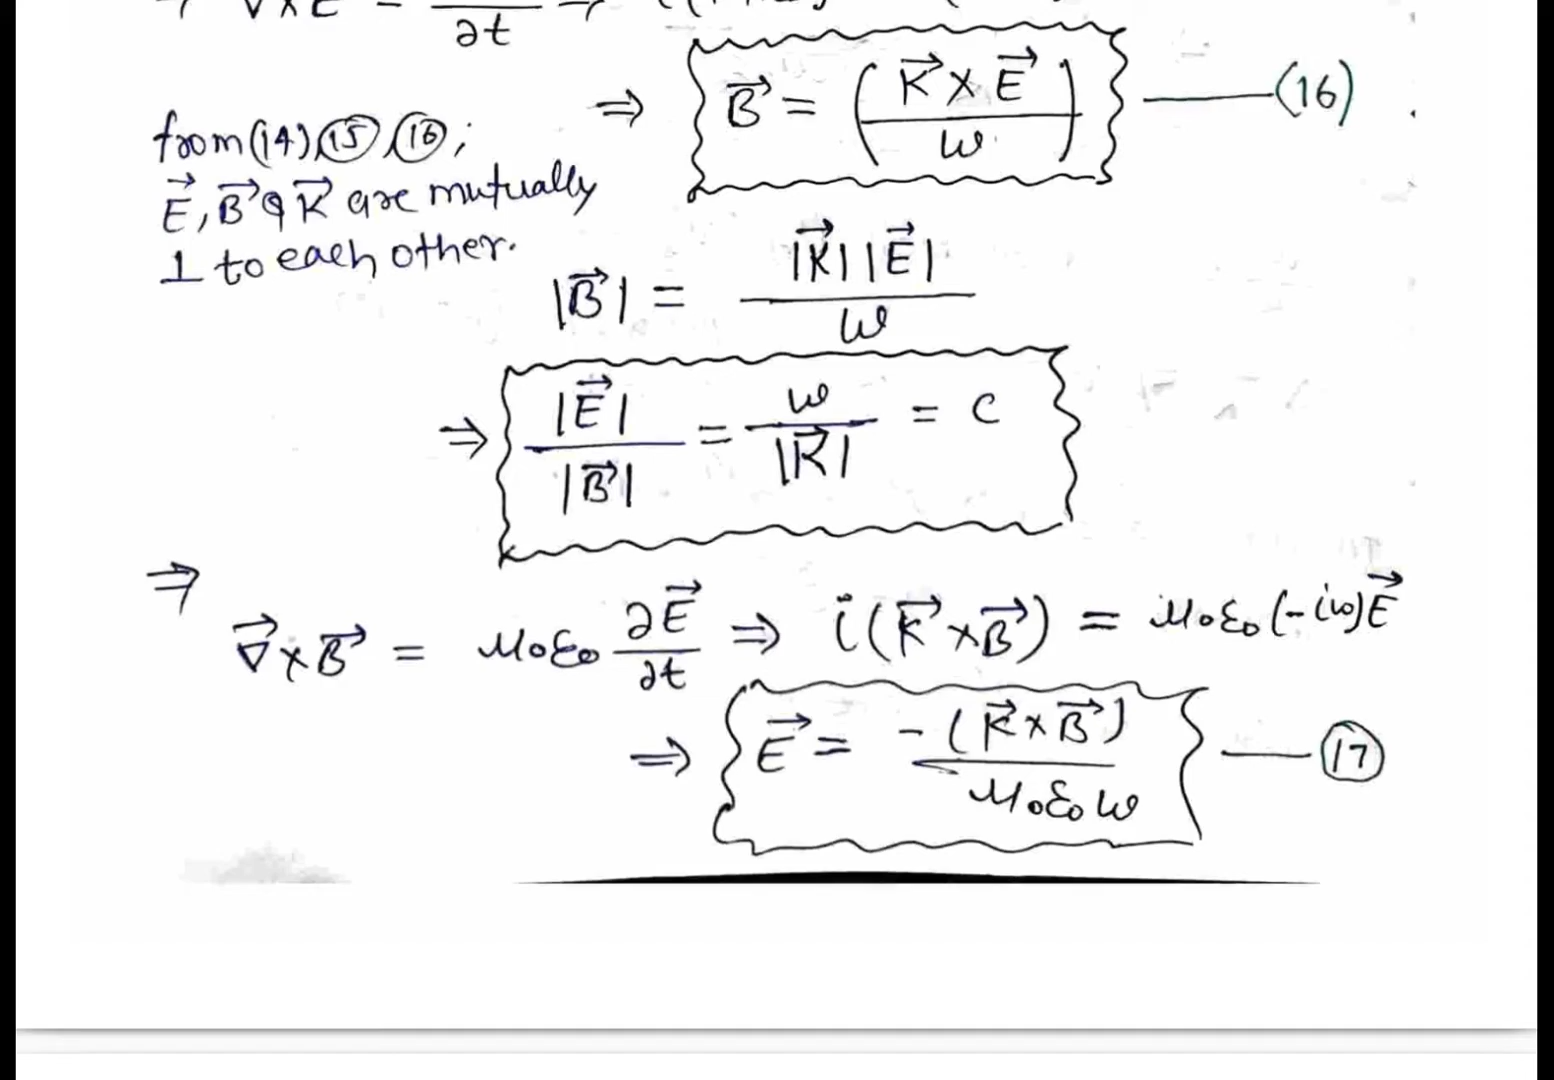 ∇×E = ∂t ⇒
⇒ B⃗ = (K⃗ × E⃗ / ω) —(16)
from (14) (15), (16);
E⃗, B⃗ & K⃗ are mutually
⊥ to each other.
|B⃗| = |K⃗| |E⃗| / ω
⇒ |E⃗| / |B⃗| = ω / |K⃗| = c
⇒
∇⃗ × B⃗ = μ₀ε₀ ∂E⃗/∂t ⇒ i(K⃗ × B⃗) = μ₀ε₀(-iω)E⃗
⇒ E⃗ = -(K⃗ × B⃗) / μ₀ε₀ω — (17)